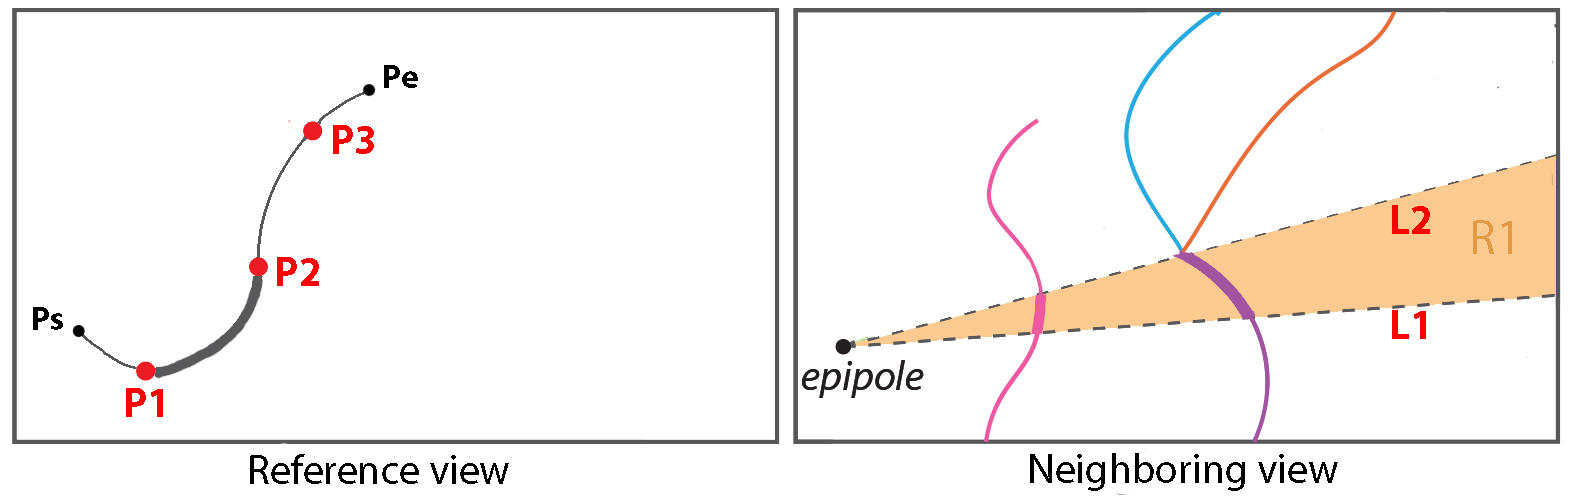 Pe
P3
P2
Ps
P1
Reference view
L2
R1
L1
epipole
Neighboring view